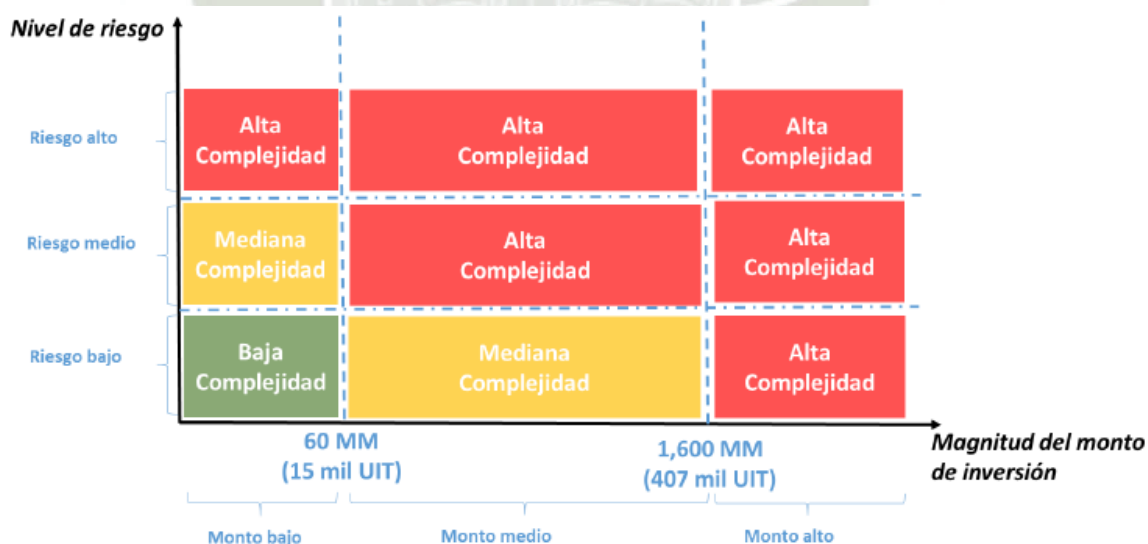 Nivel de riesgo
Riesgo alto
Alta
Complejidad
Alta
Complejidad
Alta
Complejidad
Riesgo medio
Mediana
Complejidad
Alta
Complejidad
Alta
Complejidad
Riesgo bajo
Baja
Complejidad
Mediana
Complejidad
Alta
Complejidad
60 MM
(15 mil UIT)
1,600 MM
(407 mil UIT)
Magnitud del monto
de inversión
Monto bajo
Monto medio
Monto alto